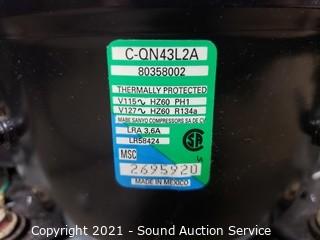 C-QN43L2A
80358002
THERMALLY PROTECTED
V115∿ HZ60 PH1
V127∿ HZ60 R134a
MABE SANYO COMPRESSORS SA DE CV
LRA 3,6A
LR58424
MSC
2695920
MADE IN MEXICO
Copyright 2021 - Sound Auction Service